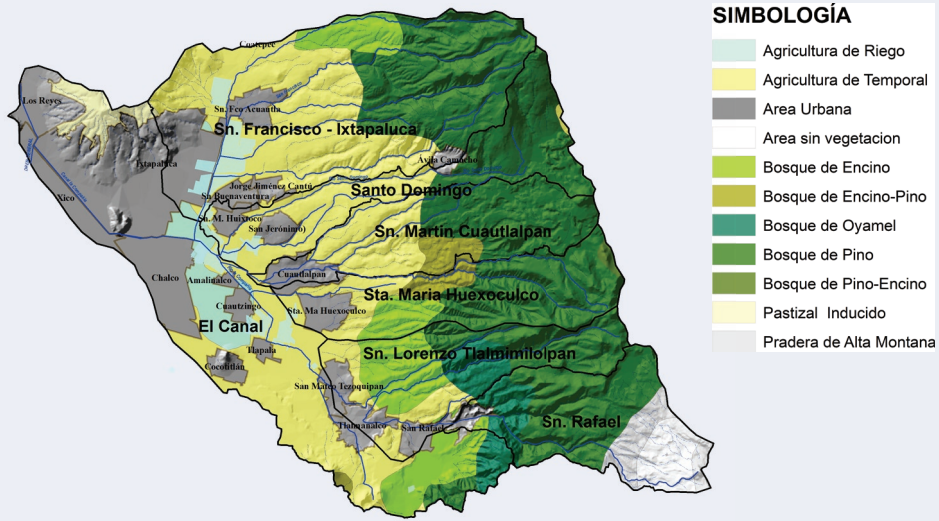 SIMBOLOGÍA
Agricultura de Riego
Agricultura de Temporal
Area Urbana
Area sin vegetacion
Bosque de Encino
Bosque de Encino-Pino
Bosque de Oyamel
Bosque de Pino
Bosque de Pino-Encino
Pastizal Inducido
Pradera de Alta Montana
Coatepec
Los Reyes
Sn. Fco Acuautla
Sn. Francisco - Ixtapaluca
Ixtapaluca
Ávila Camacho
Jorge Jiménez Cantú
Santo Domingo
Sn Buenaventura
Xico
Sn. M. Huixtoco
San Jerónimo)
Sn. Martín Cuautlalpan
Chalco
Amalinalco
Cuautlalpan
Sta. Maria Huexoculco
Cuautzingo
Sta. Ma Huexoculco
El Canal
Tlapala
Sn. Lorenzo Tlalmimilolpan
Cocotitlán
San Mateo Tezoquipan
Tlalmanalco
San Rafael
Sn. Rafael